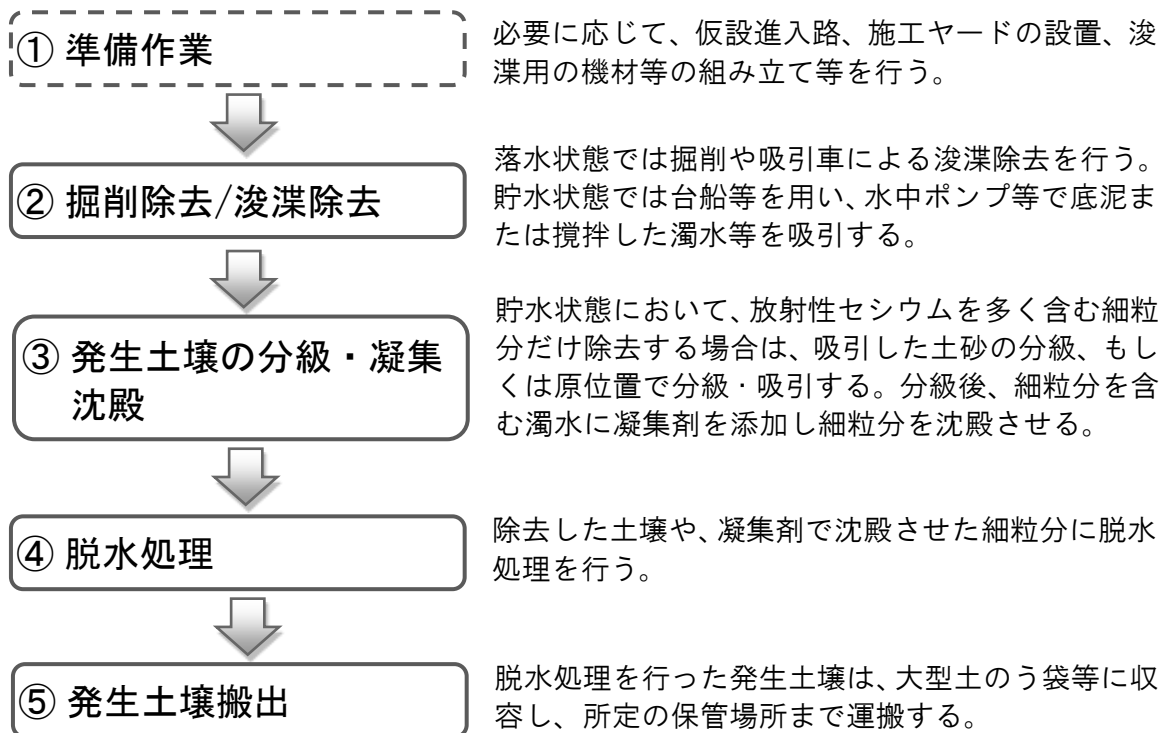 ① 準備作業
必要に応じて、仮設進入路、施工ヤードの設置、浚
渫用の機材等の組み立て等を行う。
② 掘削除去/浚渫除去
落水状態では掘削や吸引車による浚渫除去を行う。
貯水状態では台船等を用い、水中ポンプ等で底泥ま
たは撹拌した濁水等を吸引する。
③ 発生土壌の分級・凝集
沈殿
貯水状態において、放射性セシウムを多く含む細粒
分だけ除去する場合は、吸引した土砂の分級、もし
くは原位置で分級・吸引する。分級後、細粒分を含
む濁水に凝集剤を添加し細粒分を沈殿させる。
④ 脱水処理
除去した土壌や、凝集剤で沈殿させた細粒分に脱水
処理を行う。
⑤ 発生土壌搬出
脱水処理を行った発生土壌は、大型土のう袋等に収
容し、所定の保管場所まで運搬する。